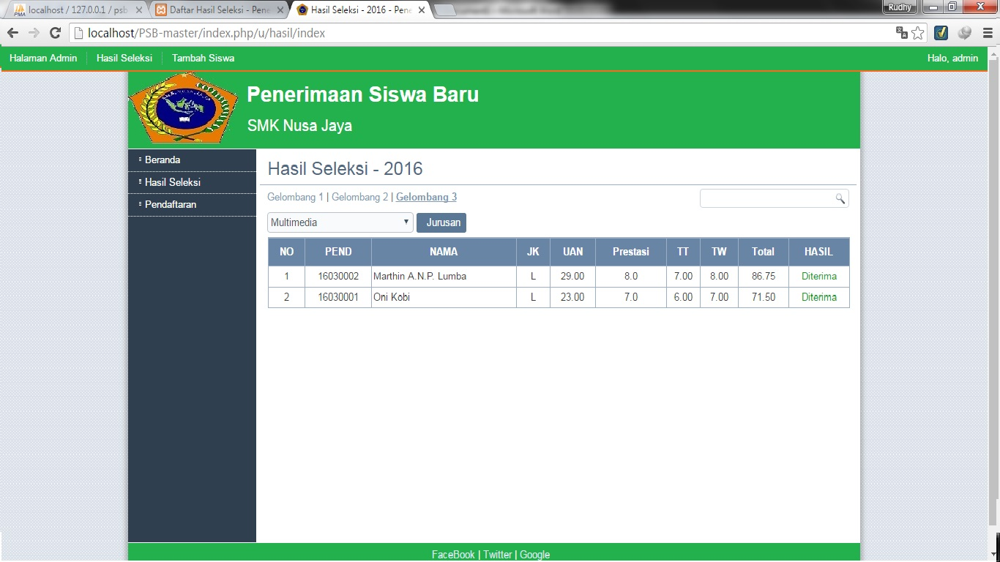 localhost / 127.0.0.1 / psb
Daftar Hasil Seleksi - Pene
Hasil Seleksi - 2016 - Pene
Rudhy
localhost/PSB-master/index.php/u/hasil/index
Halaman Admin
Hasil Seleksi
Tambah Siswa
Halo, admin
Penerimaan Siswa Baru
SMK Nusa Jaya
Beranda
Hasil Seleksi
Pendaftaran
Hasil Seleksi - 2016
Gelombang 1 | Gelombang 2 | Gelombang 3
Multimedia
Jurusan
NO PEND NAMA JK UAN Prestasi TT TW Total HASIL
1 16030002 Marthin A.N.P. Lumba L 29.00 8.0 7.00 8.00 86.75 Diterima
2 16030001 Oni Kobi L 23.00 7.0 6.00 7.00 71.50 Diterima
FaceBook | Twitter | Google